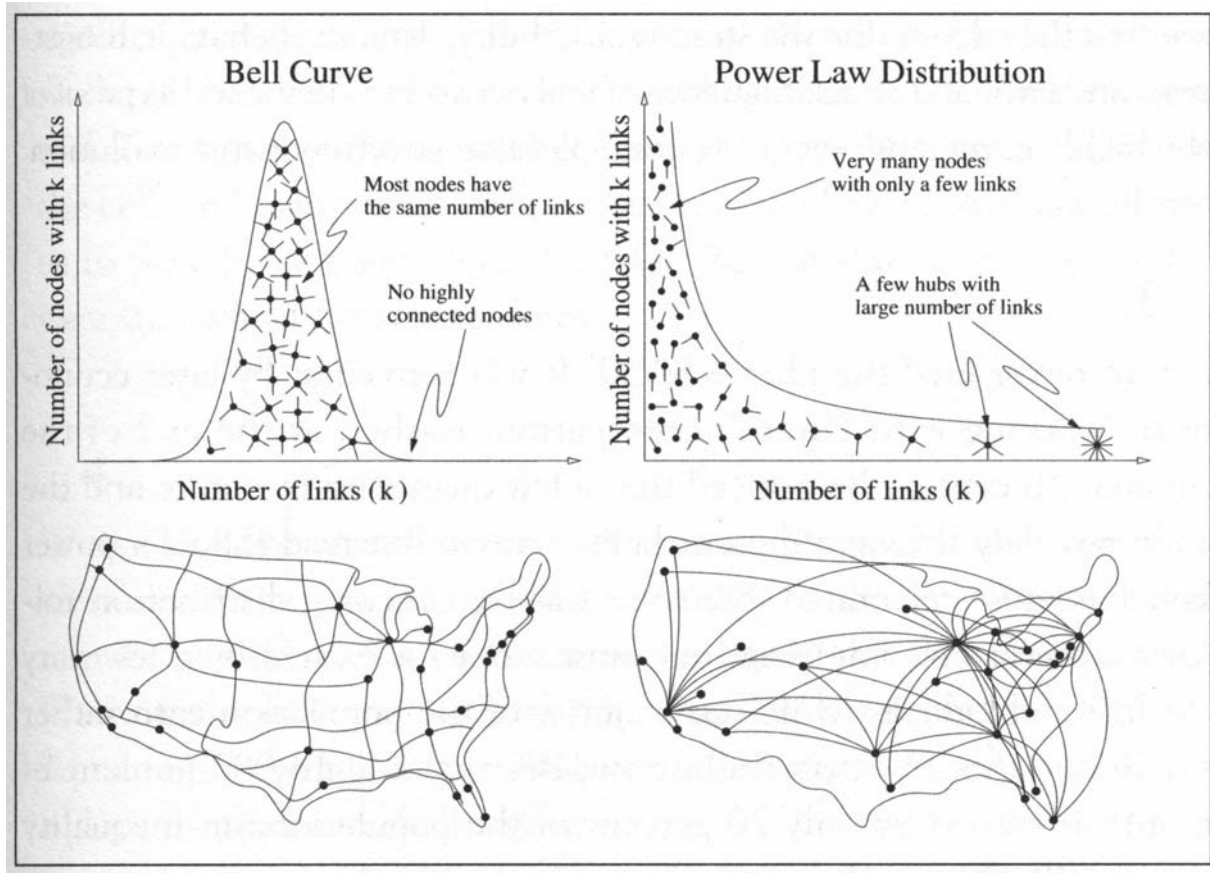 Bell Curve
Number of nodes with k links
Most nodes have
the same number of links
No highly
connected nodes
Number of links (k)
Power Law Distribution
Number of nodes with k links
Very many nodes
with only a few links
A few hubs with
large number of links
Number of links (k)